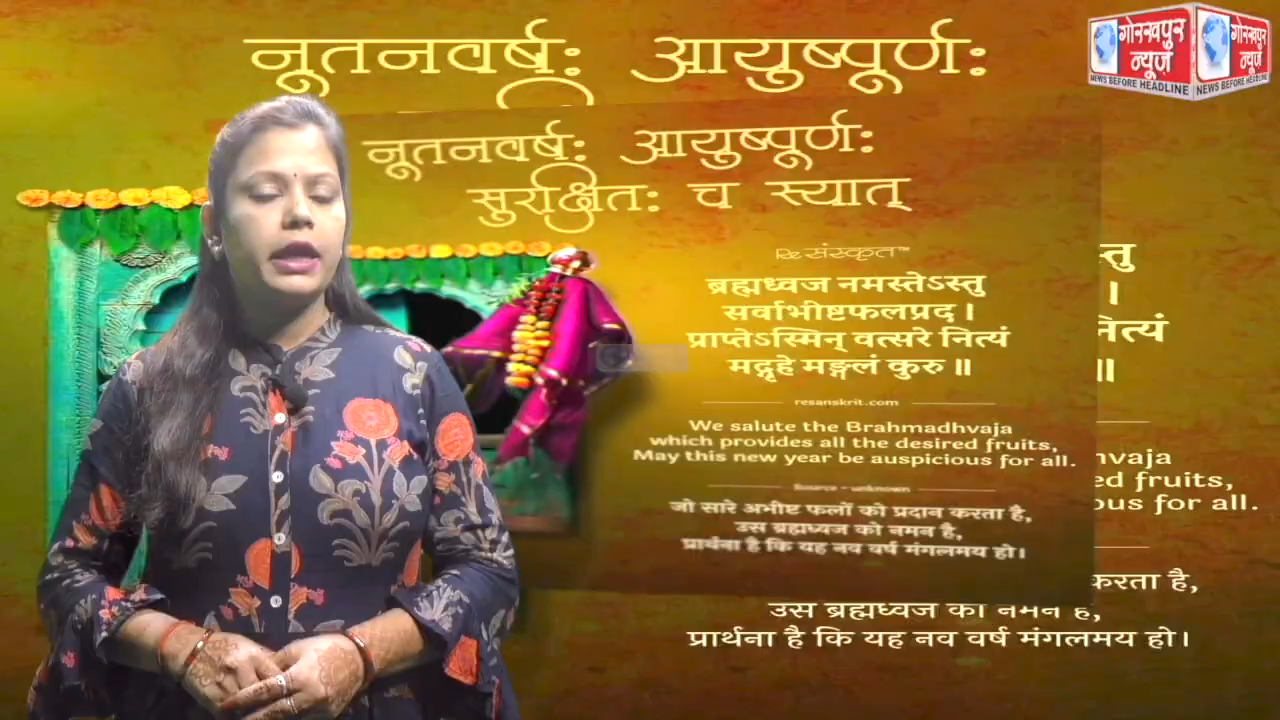 नूतनवर्ष: आयुष्पूर्ण:
गोरखपुर
न्यूज़
NEWS BEFORE HEADLINE
गोरखपुर
न्यूज़
NEWS BEFORE HEADLINE
नूतनवर्ष: आयुष्पूर्ण:
सुरक्षित: च स्यात्
Reसंस्कृत™
ब्रह्मध्वज नमस्तेऽस्तु
सर्वाभीष्टफलप्रद।
प्राप्तेऽस्मिन् वत्सरे नित्यं
मद्गृहे मङ्गलं कुरु॥
resanskrit.com
We salute the Brahmadhvaja
which provides all the desired fruits,
May this new year be auspicious for all.
Source - unknown
जो सारे अभीष्ट फलों को प्रदान करता है,
उस ब्रह्मध्वज को नमन है,
प्रार्थना है कि यह नव वर्ष मंगलमय हो।
स्तु
।
नित्यं
॥
hvaja
ed fruits,
ous for all.
करता है,
उस ब्रह्मध्वज को नमन है,
प्रार्थना है कि यह नव वर्ष मंगलमय हो।